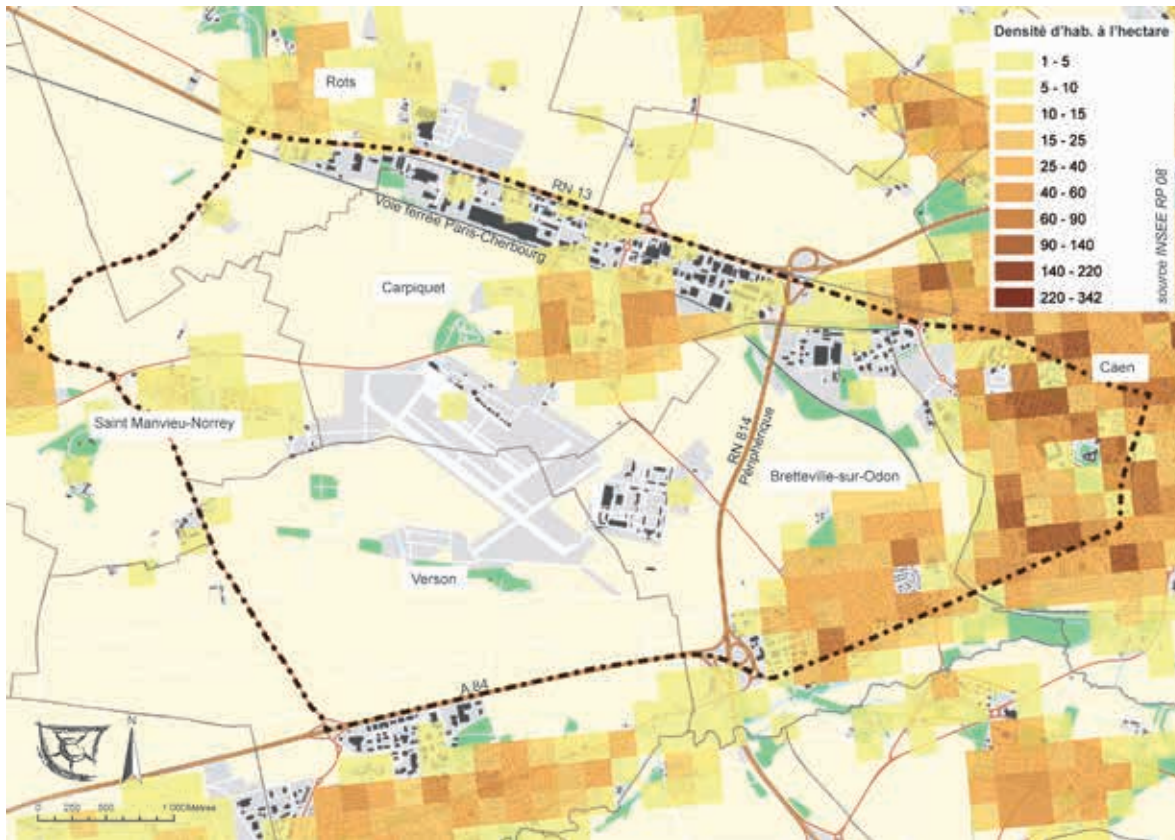 Densité d'hab. à l'hectare
1 - 5
5 - 10
10 - 15
15 - 25
25 - 40
40 - 60
60 - 90
90 - 140
140 - 220
220 - 342
source INSEE RP 08
Rots
RN 13
Voie ferrée Paris-Cherbourg
Carpiquet
Caen
Saint Manvieu-Norrey
RN 814
Périphérique
Bretteville-sur-Odon
Verson
A 84
N
0 250 500 1 000 Mètres